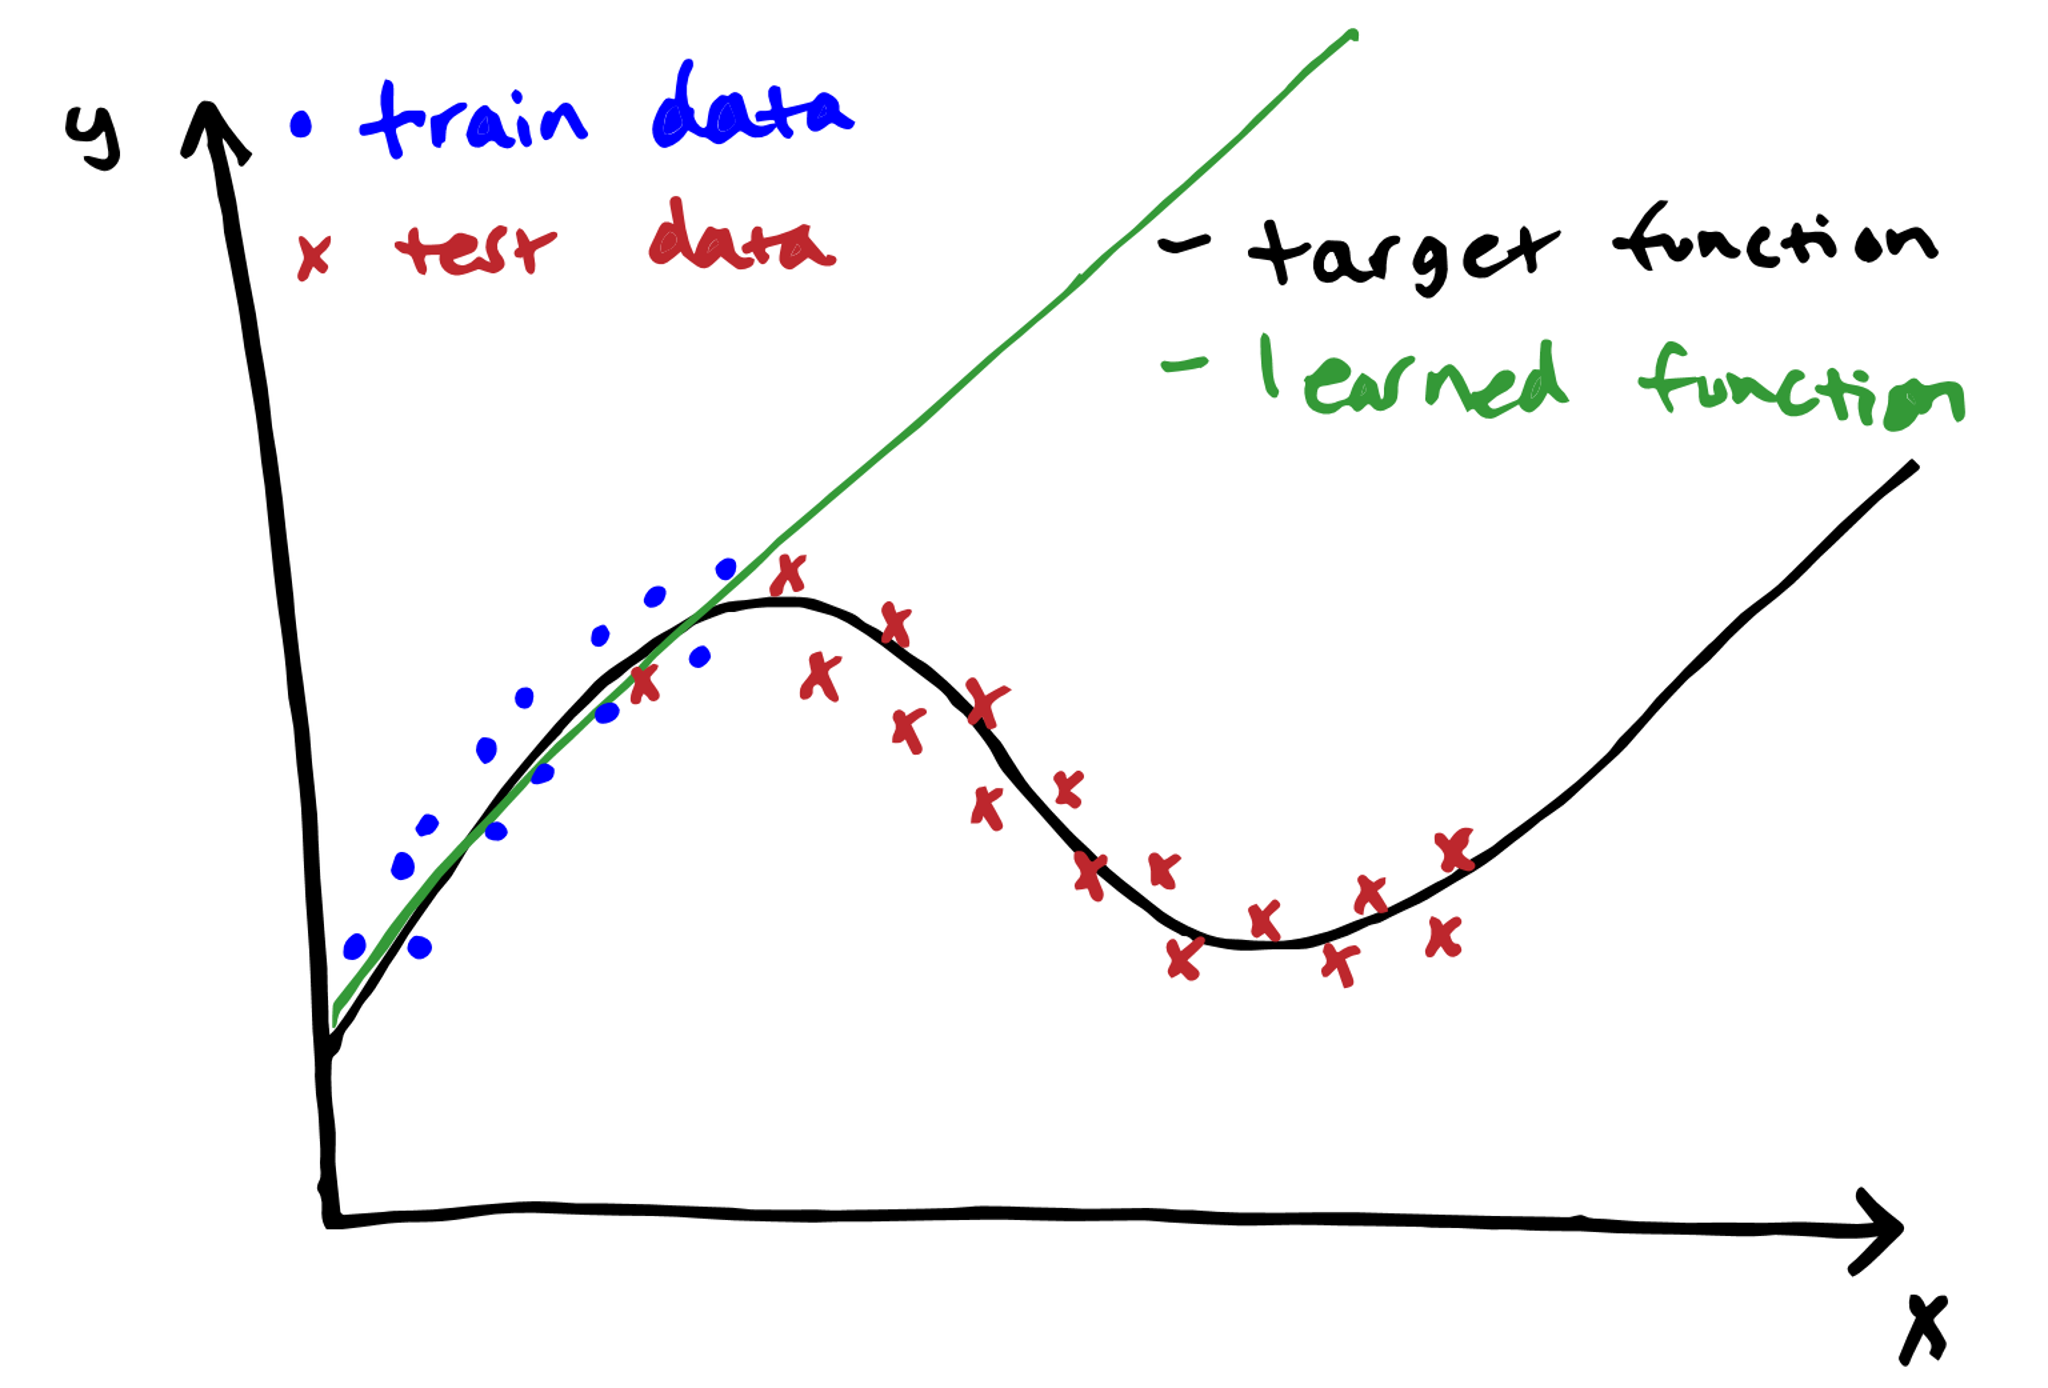 y
• train data
x test data
- target function
- learned function
x